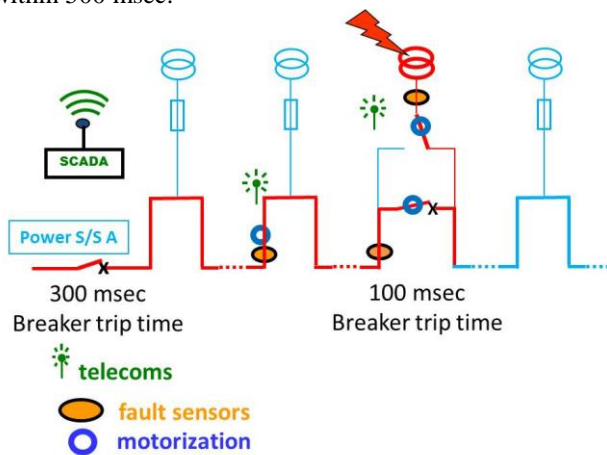 within 300 msec.
SCADA
Power S/S A
x
x
300 msec
Breaker trip time
100 msec
Breaker trip time
telecoms
fault sensors
motorization